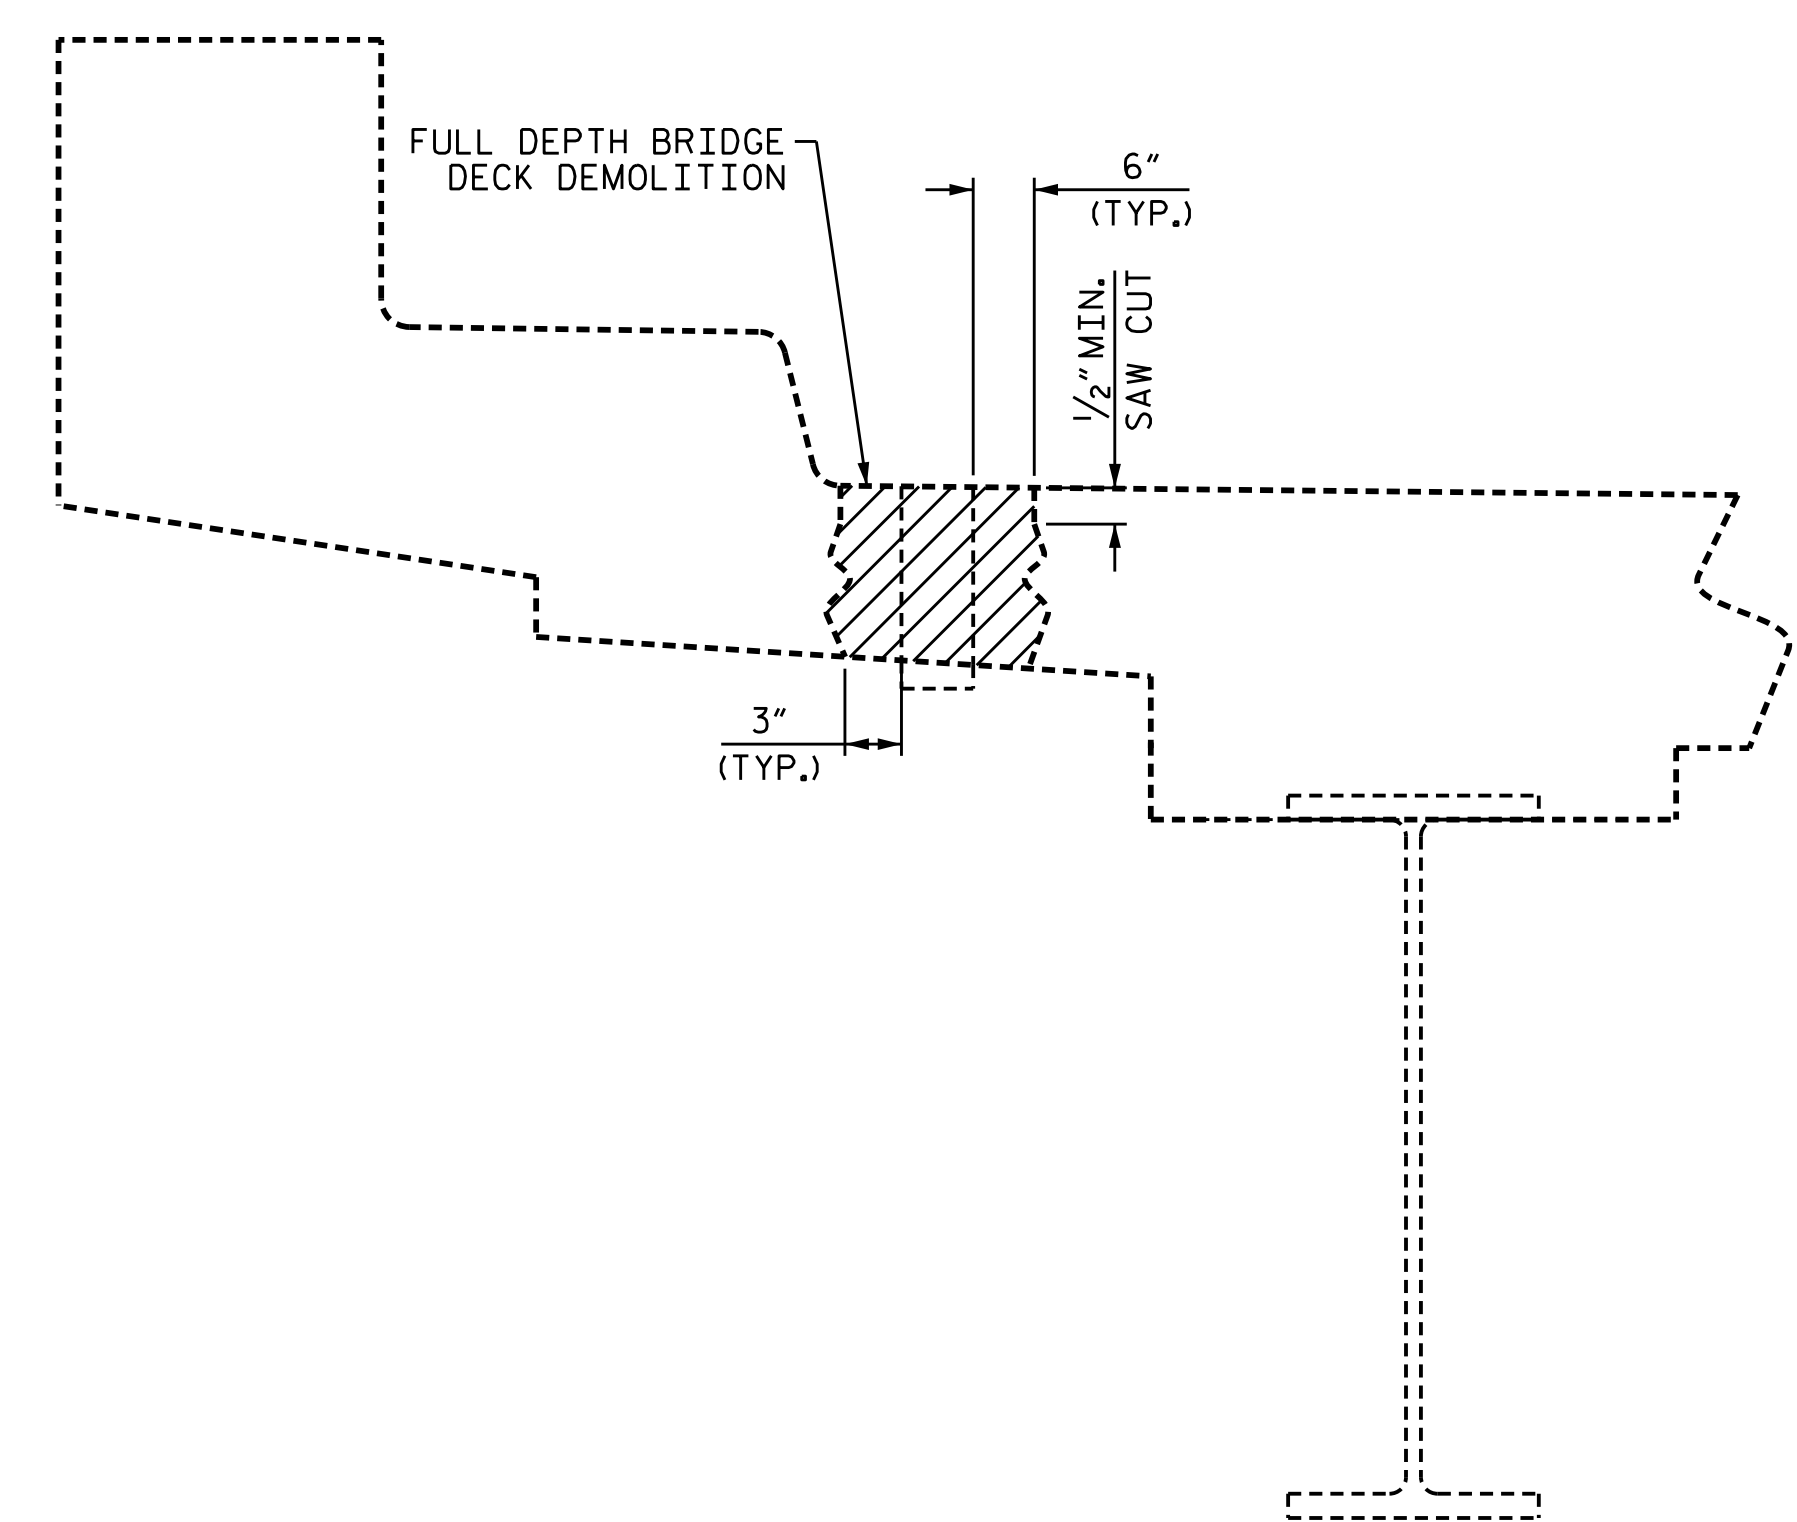 FULL DEPTH BRIDGE
DECK DEMOLITION
6"
(TYP.)
1/2" MIN.
SAW CUT
3"
(TYP.)